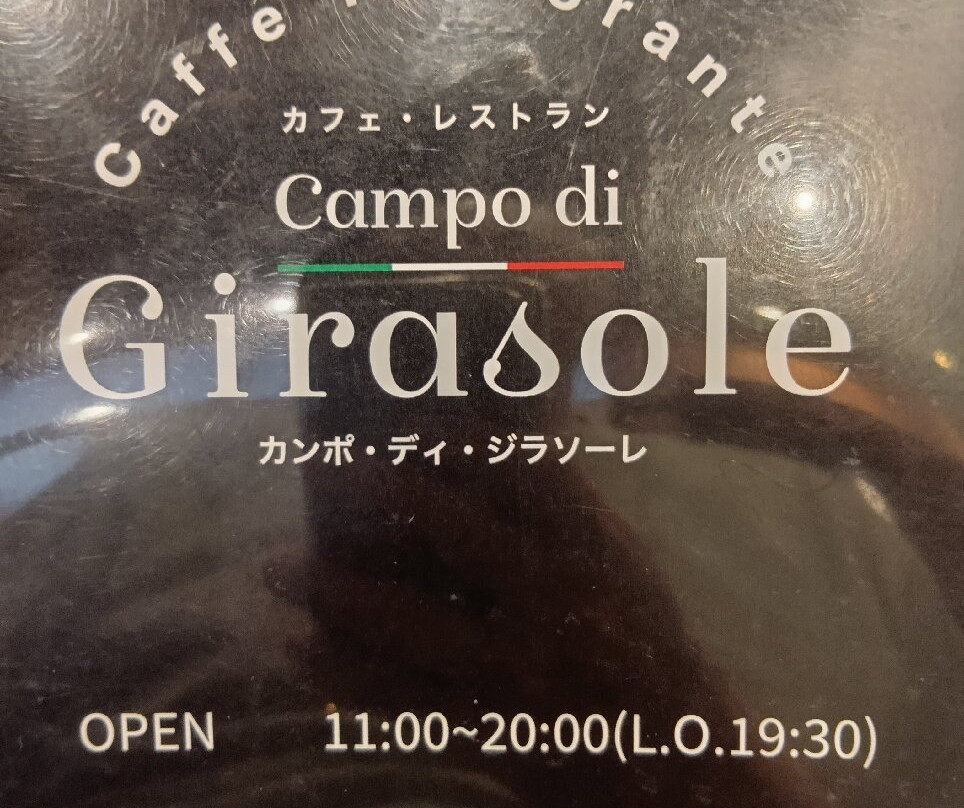 Caffe
カフェ・レストラン
Campo di
Girasole
カンポ・ディ・ジラソーレ
OPEN 11:00~20:00(L.O.19:30)